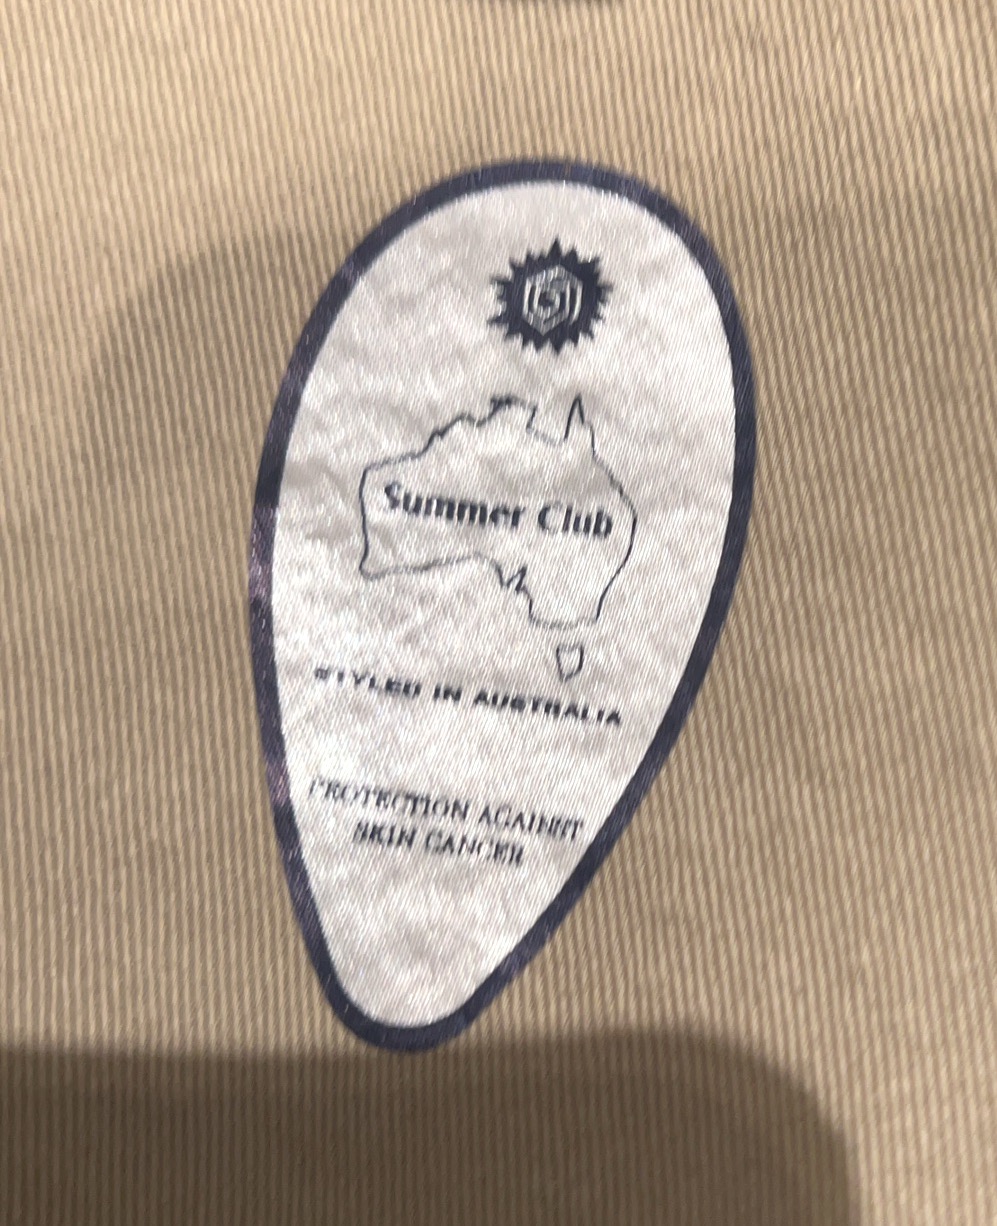 Summer Club
STYLED IN AUSTRALIA
PROTECTION AGAINST
SKIN CANCER